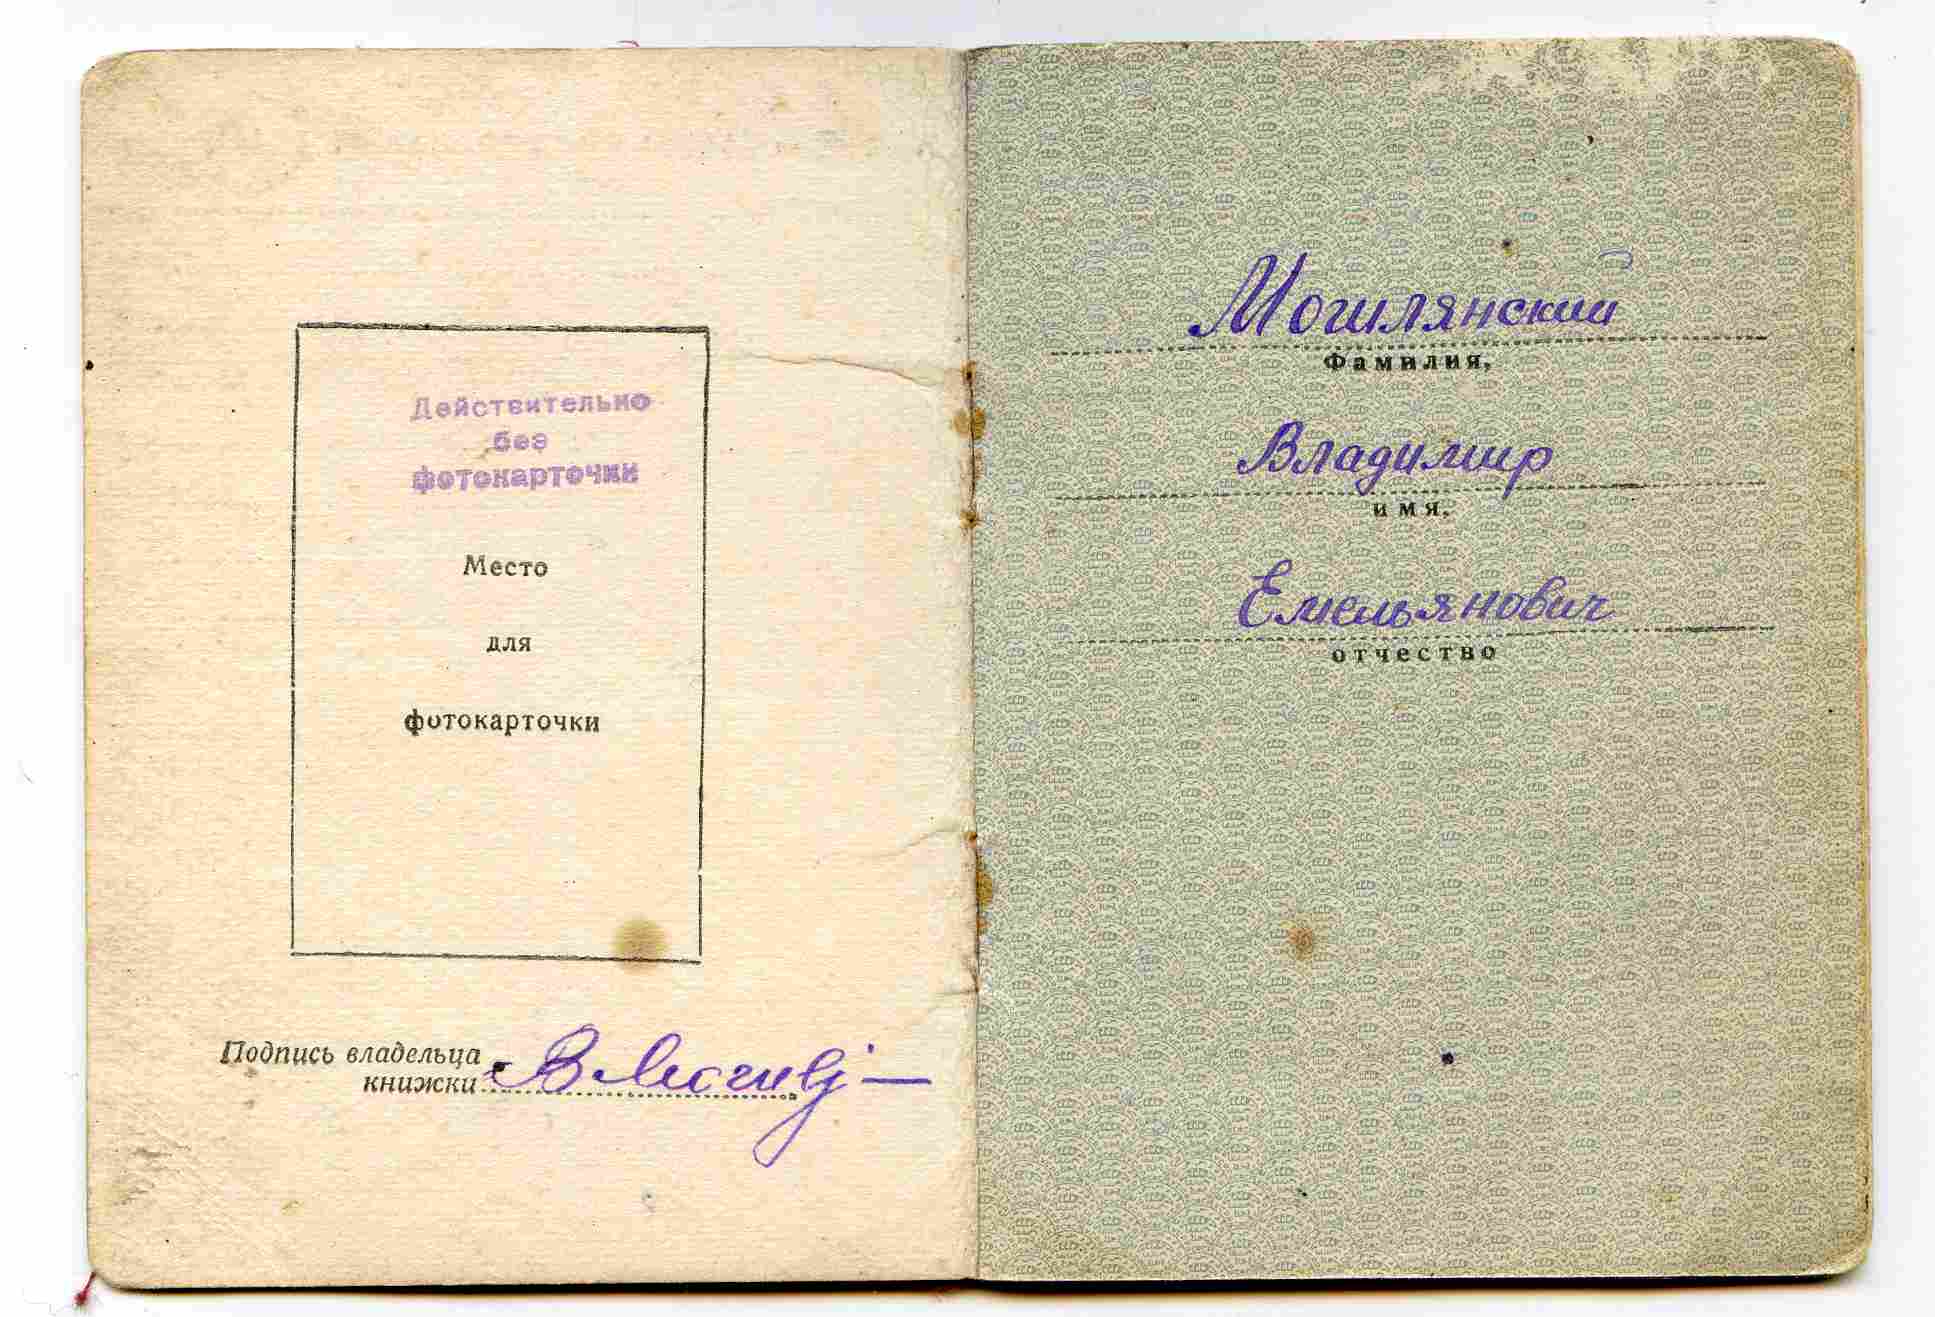 Действительно
без
фотокарточки
Место
для
фотокарточки
Подпись владельца
книжки
Могилянский
Фамилия,
Владимир
имя,
Емельянович
отчество